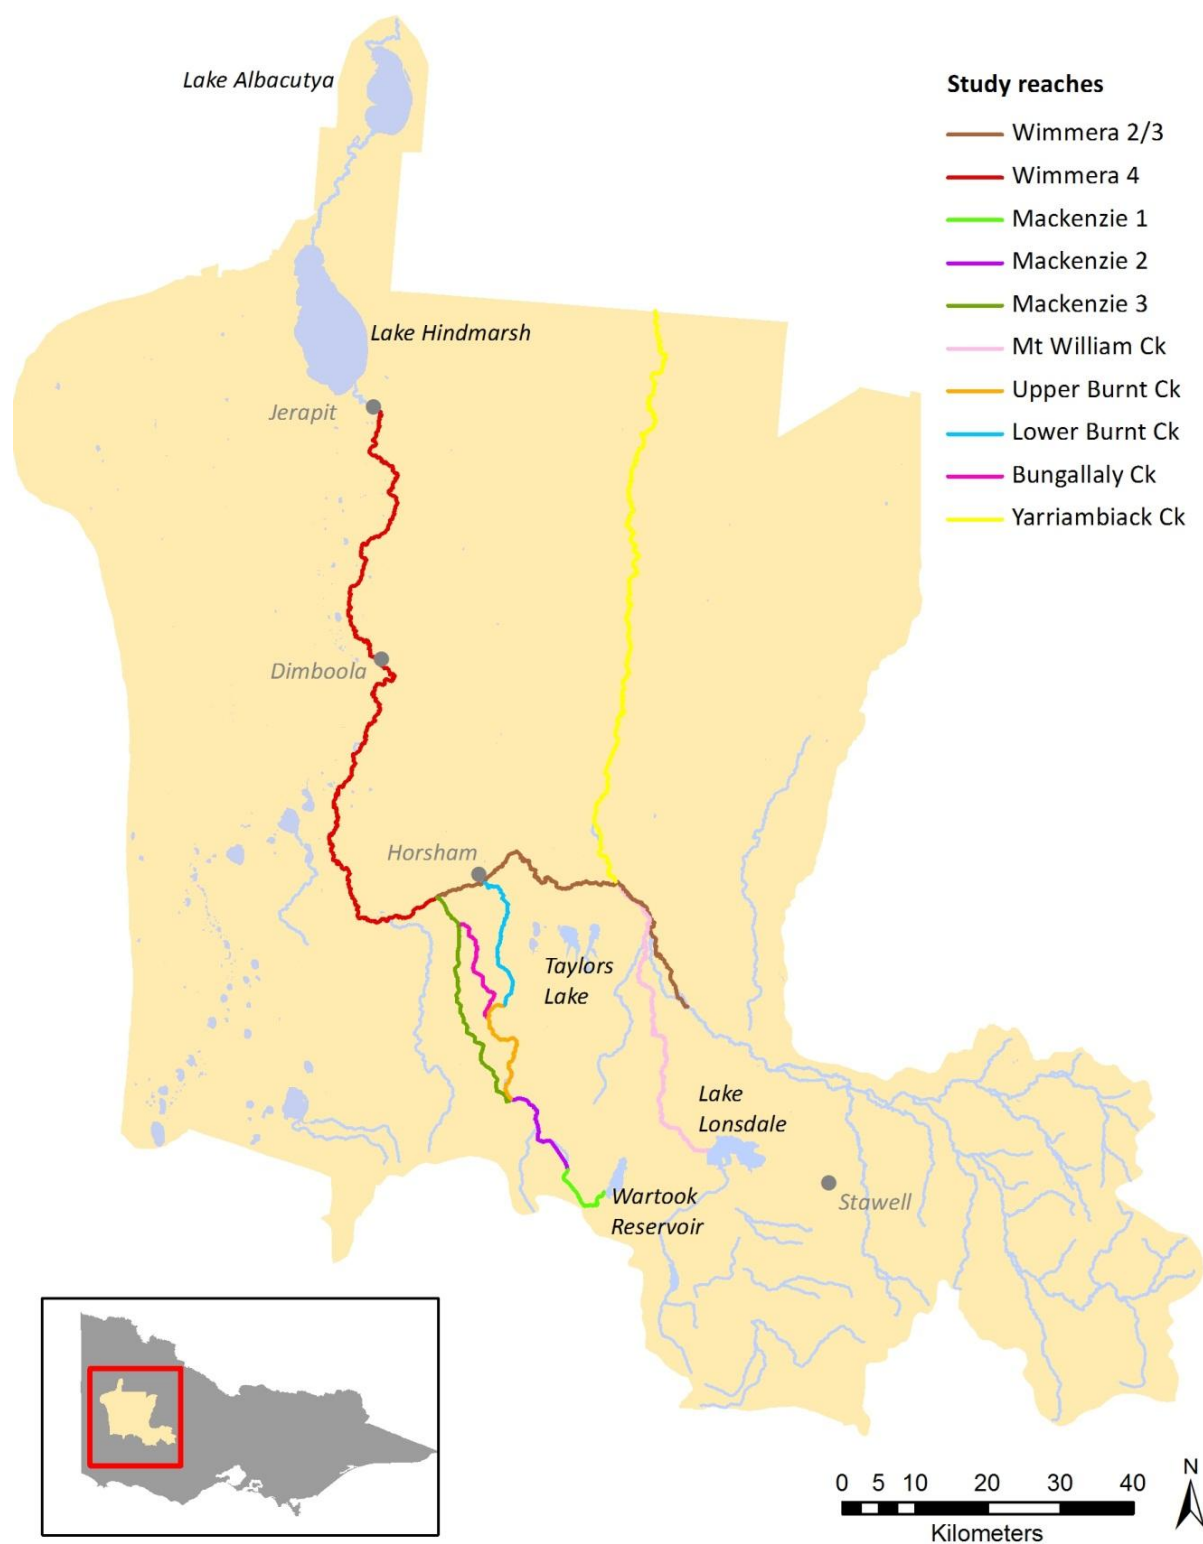 Lake Albacutya
Study reaches
Wimmera 2/3
Wimmera 4
Mackenzie 1
Mackenzie 2
Mackenzie 3
Mt William Ck
Upper Burnt Ck
Lower Burnt Ck
Bungallaly Ck
Yarriambiack Ck
Lake Hindmarsh
Jerapit
Dimboola
Horsham
Taylors
Lake
Lake
Lonsdale
Wartook
Reservoir
Stawell
N
0 5 10 20 30 40
Kilometers